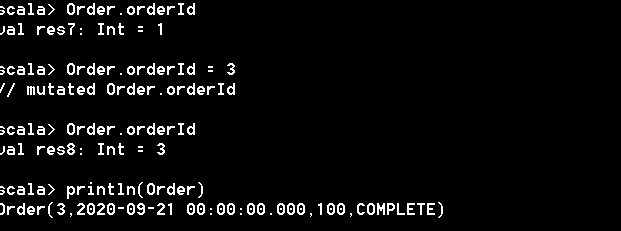 scala> Order.orderId
val res7: Int = 1
scala> Order.orderId = 3
// mutated Order.orderId
scala> Order.orderId
val res8: Int = 3
scala> println(Order)
Order(3,2020-09-21 00:00:00.000,100,COMPLETE)